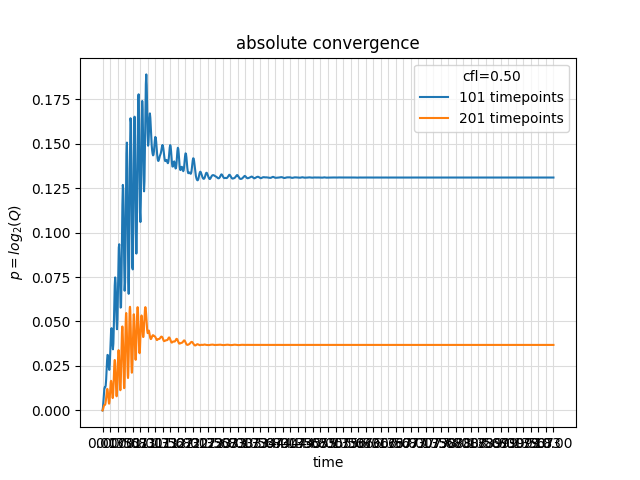 absolute convergence
cfl=0.50
101 timepoints
201 timepoints
0.175
0.150
0.125
0.100
0.075
0.050
0.025
0.000
p = log₂(Q)
time